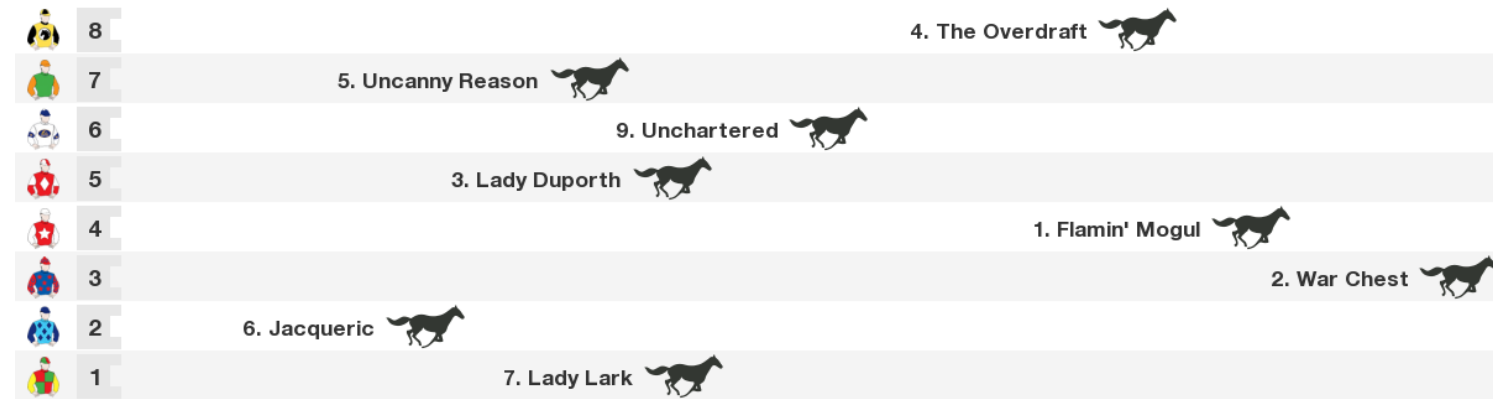 8 4. The Overdraft
7 5. Uncanny Reason
6 9. Unchartered
5 3. Lady Duporth
4 1. Flamin' Mogul
3 2. War Chest
2 6. Jacqueric
1 7. Lady Lark